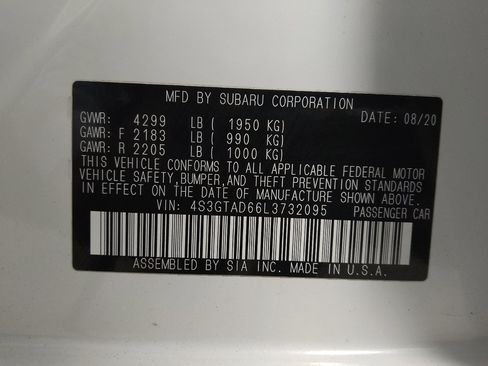 MFD BY SUBARU CORPORATION
DATE: 08/20
GVWR: 4299 LB ( 1950 KG)
GAWR: F 2183 LB ( 990 KG)
GAWR: R 2205 LB ( 1000 KG)
THIS VEHICLE CONFORMS TO ALL APPLICABLE FEDERAL MOTOR
VEHICLE SAFETY, BUMPER, AND THEFT PREVENTION STANDARDS
IN EFFECT ON THE DATE OF MANUFACTURE SHOWN ABOVE.
VIN: 4S3GTAD66L3732095 PASSENGER CAR
ASSEMBLED BY SIA INC. MADE IN U.S.A.